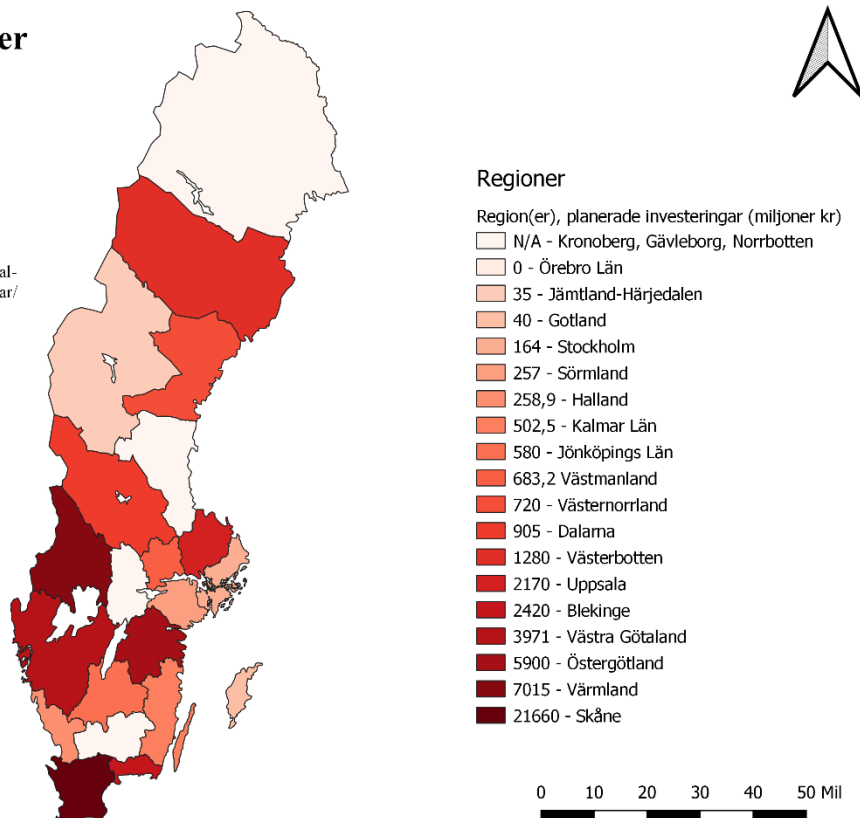 er
al-
ar/
Regioner
Region(er), planerade investeringar (miljoner kr)
N/A - Kronoberg, Gävleborg, Norrbotten
0 - Örebro Län
35 - Jämtland-Härjedalen
40 - Gotland
164 - Stockholm
257 - Sörmland
258,9 - Halland
502,5 - Kalmar Län
580 - Jönköpings Län
683,2 Västmanland
720 - Västernorrland
905 - Dalarna
1280 - Västerbotten
2170 - Uppsala
2420 - Blekinge
3971 - Västra Götaland
5900 - Östergötland
7015 - Värmland
21660 - Skåne
0 10 20 30 40 50 Mil